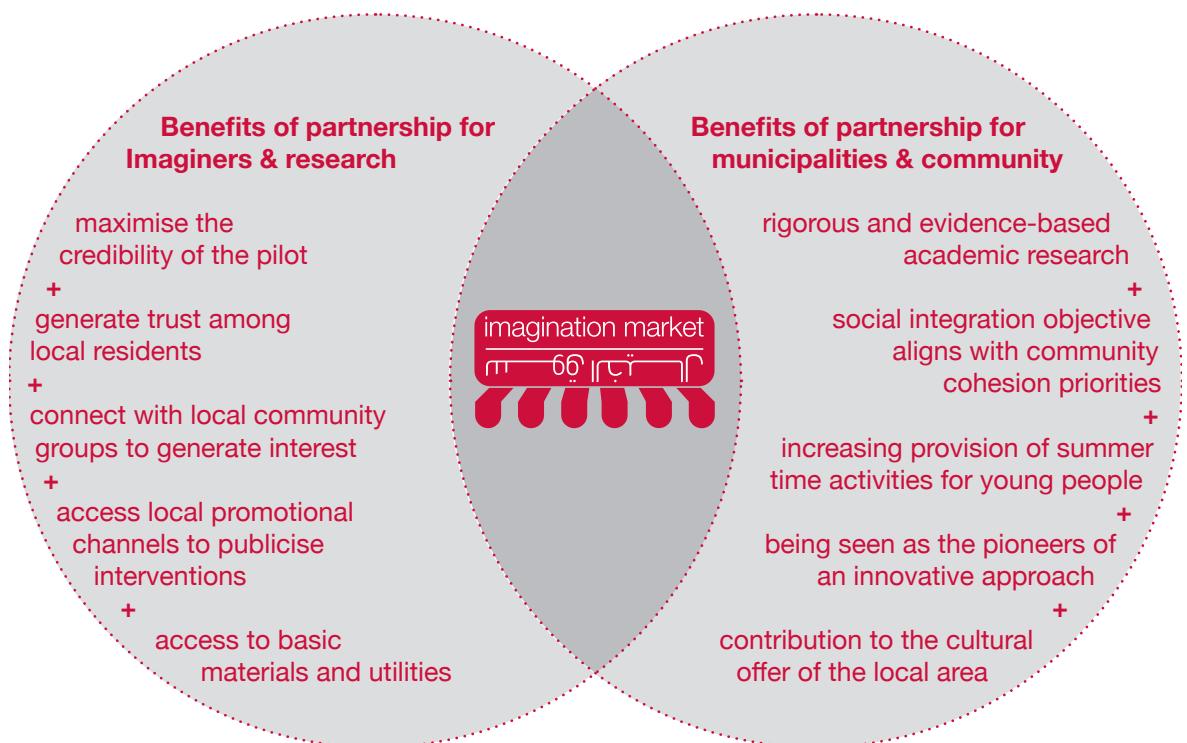 Benefits of partnership for
Imaginers & research
maximise the
credibility of the pilot
+
generate trust among
local residents
+
connect with local community
groups to generate interest
+
access local promotional
channels to publicise
interventions
+
access to basic
materials and utilities
imagination market
Benefits of partnership for
municipalities & community
rigorous and evidence-based
academic research
+
social integration objective
aligns with community
cohesion priorities
+
increasing provision of summer
time activities for young people
+
being seen as the pioneers of
an innovative approach
+
contribution to the cultural
offer of the local area